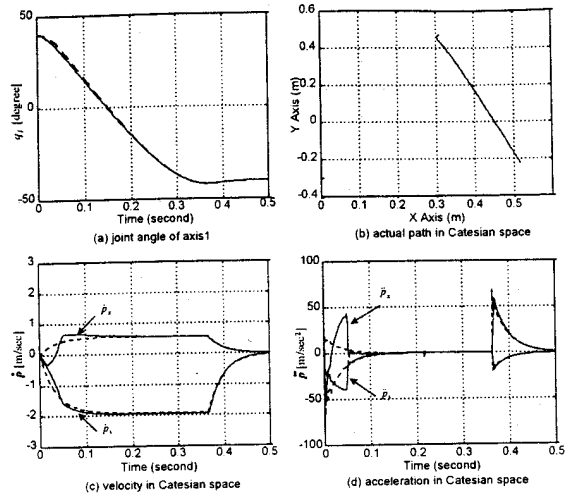 50
0
-50
q₁ [degree]
0 0.1 0.2 0.3 0.4 0.5
Time (second)
(a) joint angle of axis1
0.6
0.4
0.2
0
-0.2
-0.4
Y Axis (m)
0 0.1 0.2 0.3 0.4 0.5 0.6
X Axis (m)
(b) actual path in Catesian space
3
2
1
0
-1
-2
-3
ṗ [m/sec]
ṗₓ
0 0.1 0.2 0.3 0.4 0.5
Time (second)
(c) velocity in Catesian space
100
50
0
-50
-100
p̈ [m/sec²]
p̈ₓ
0 0.1 0.2 0.3 0.4 0.5
Time (second)
(d) acceleration in Catesian space